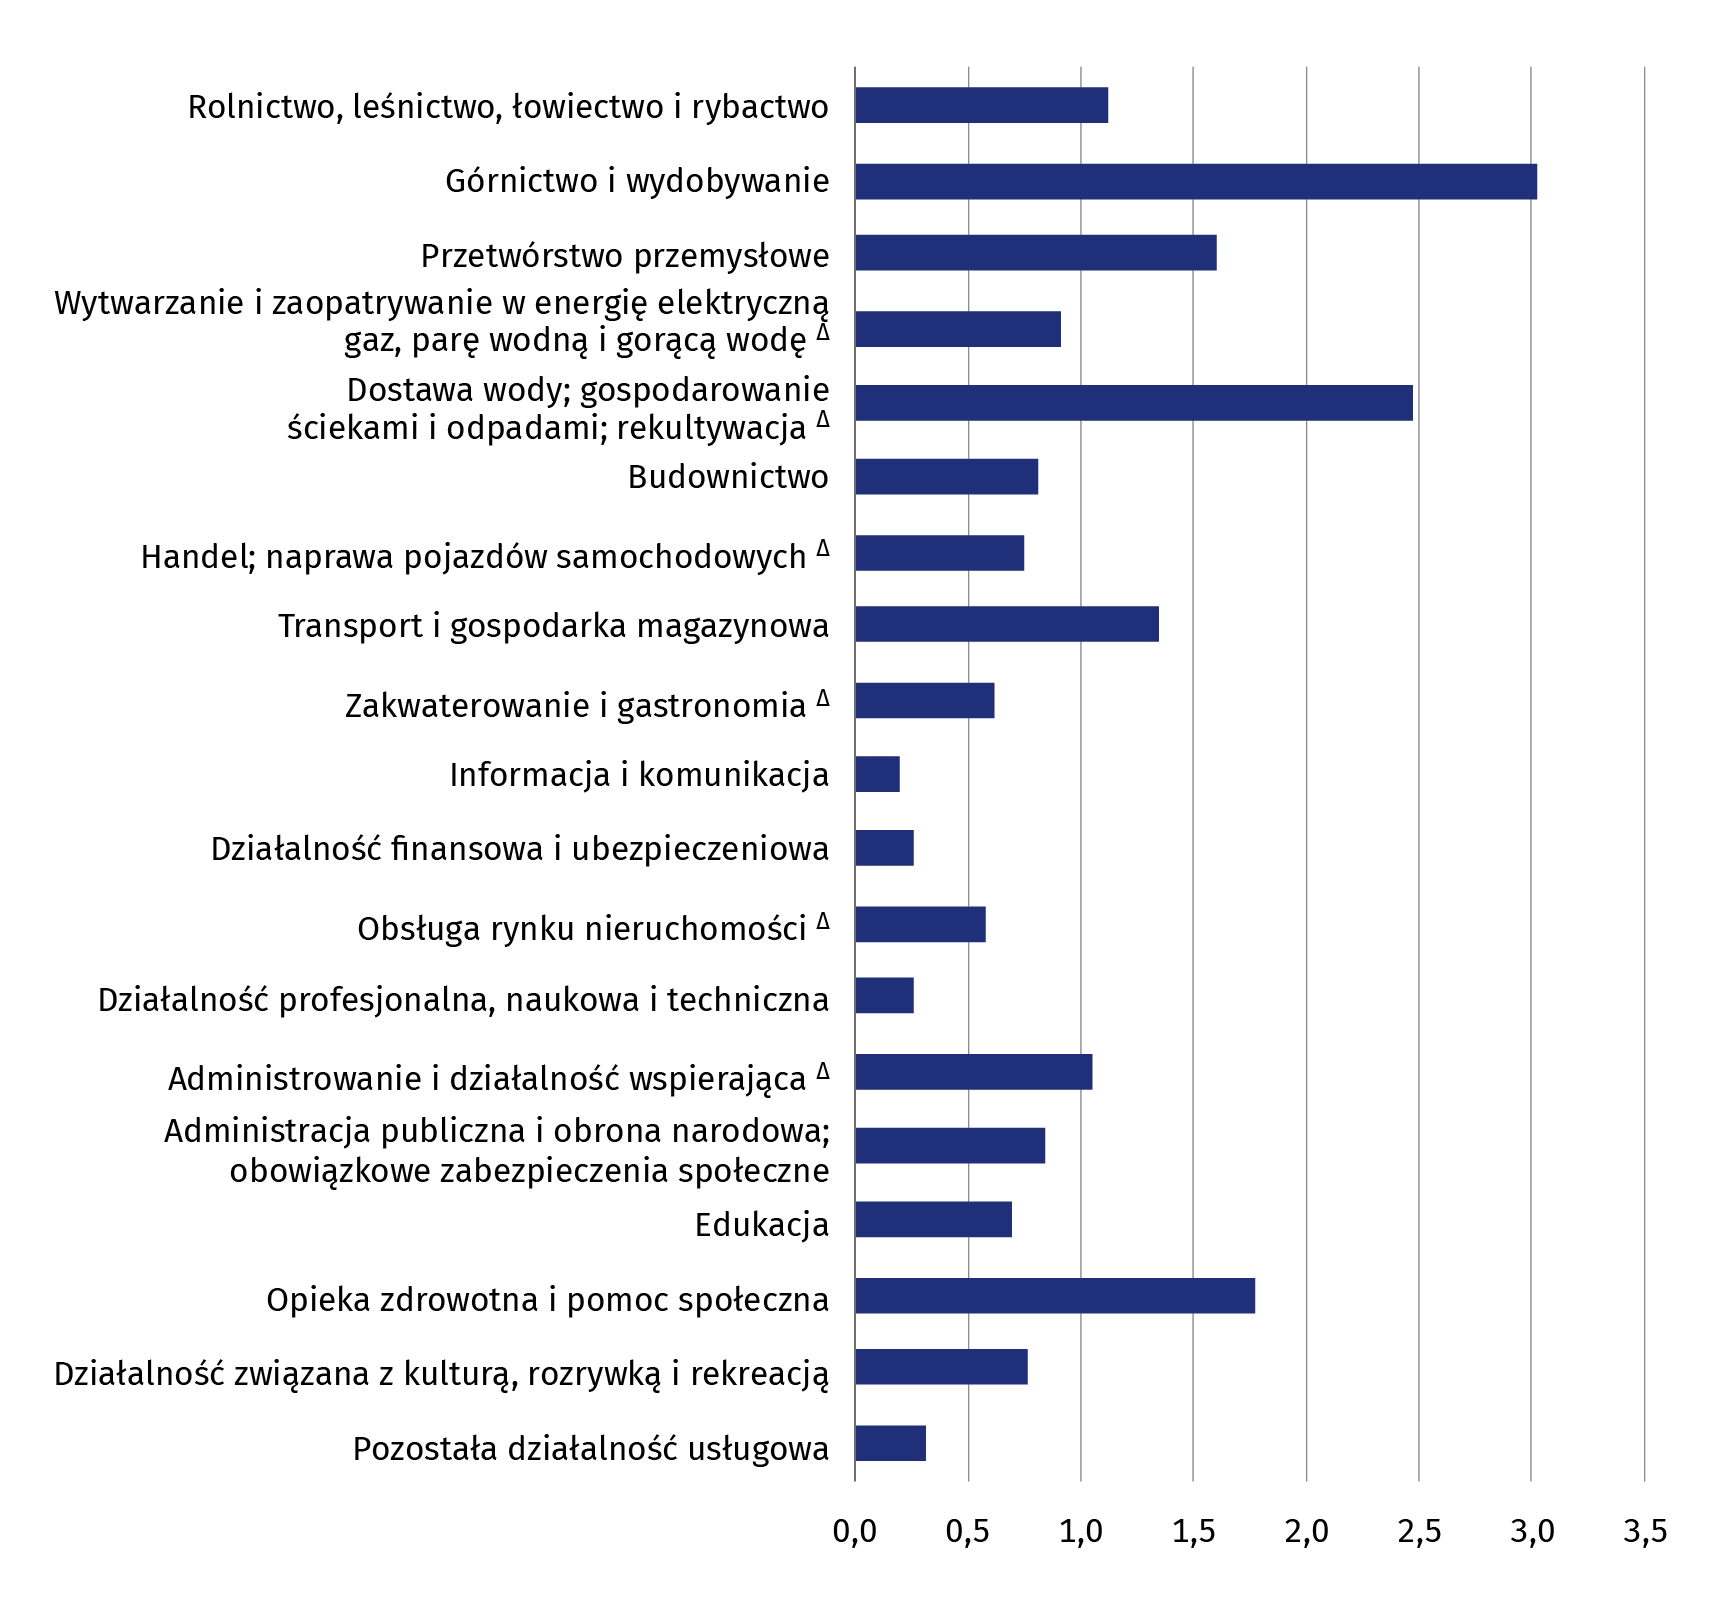 Rolnictwo, leśnictwo, łowiectwo i rybactwo
Górnictwo i wydobywanie
Przetwórstwo przemysłowe
Wytwarzanie i zaopatrywanie w energię elektryczną
gaz, parę wodną i gorącą wodę Δ
Dostawa wody; gospodarowanie
ściekami i odpadami; rekultywacja Δ
Budownictwo
Handel; naprawa pojazdów samochodowych Δ
Transport i gospodarka magazynowa
Zakwaterowanie i gastronomia Δ
Informacja i komunikacja
Działalność finansowa i ubezpieczeniowa
Obsługa rynku nieruchomości Δ
Działalność profesjonalna, naukowa i techniczna
Administrowanie i działalność wspierająca Δ
Administracja publiczna i obrona narodowa;
obowiązkowe zabezpieczenia społeczne
Edukacja
Opieka zdrowotna i pomoc społeczna
Działalność związana z kulturą, rozrywką i rekreacją
Pozostała działalność usługowa
0,0 0,5 1,0 1,5 2,0 2,5 3,0 3,5